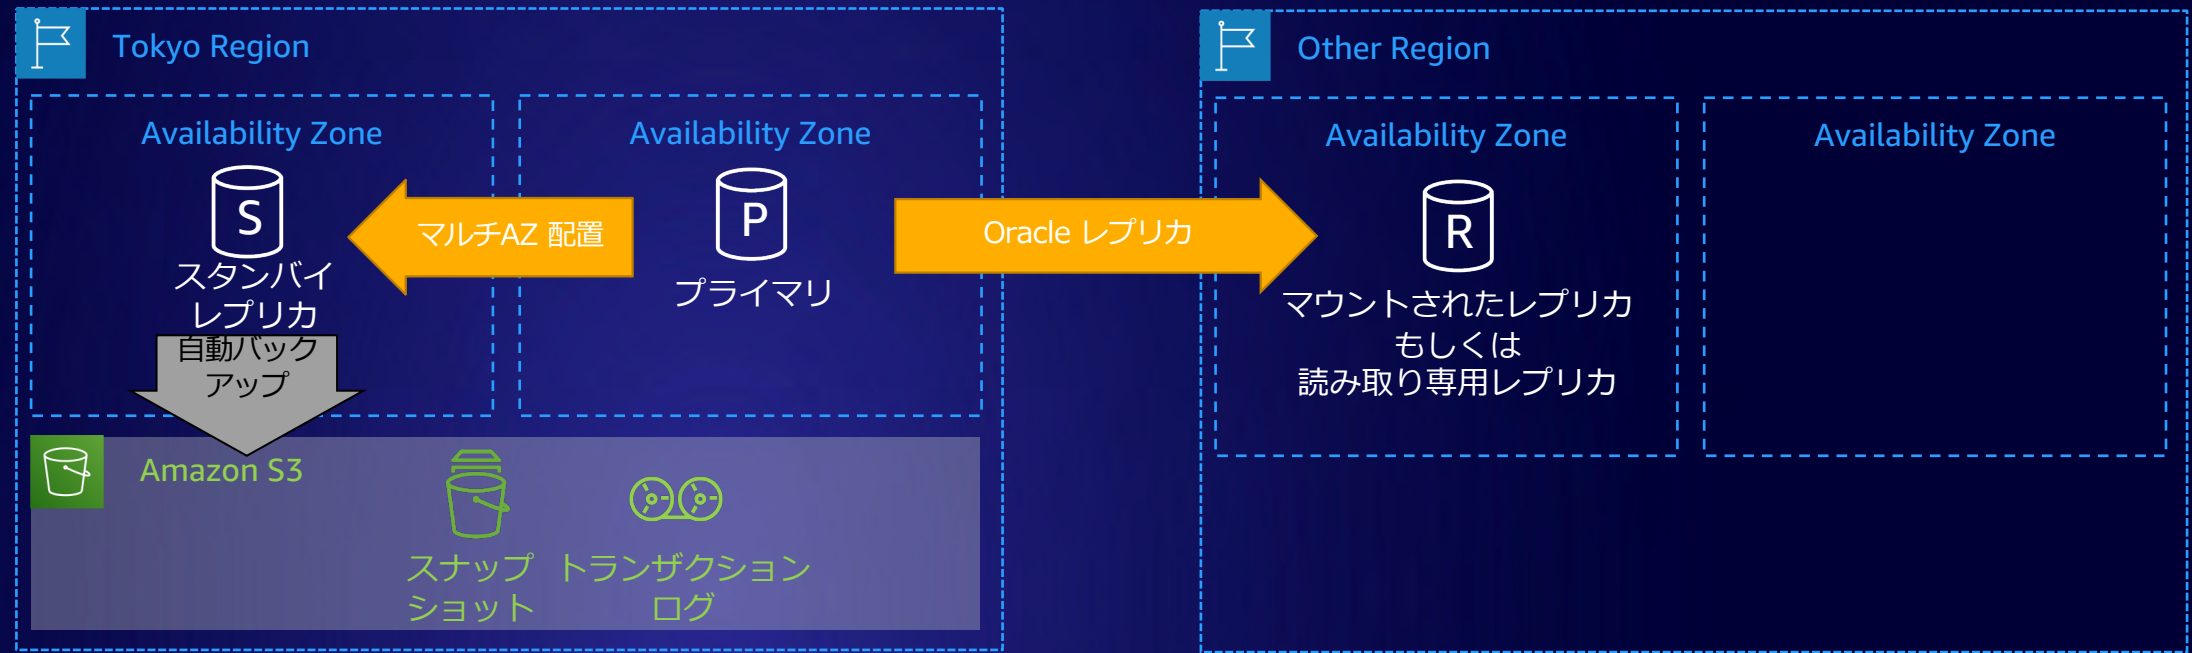 Tokyo Region
Availability Zone
S
スタンバイ
レプリカ
自動バック
アップ
マルチAZ 配置
Availability Zone
P
プライマリ
Amazon S3
スナップ
ショット
トランザクション
ログ
Oracle レプリカ
Other Region
Availability Zone
R
マウントされたレプリカ
もしくは
読み取り専用レプリカ
Availability Zone